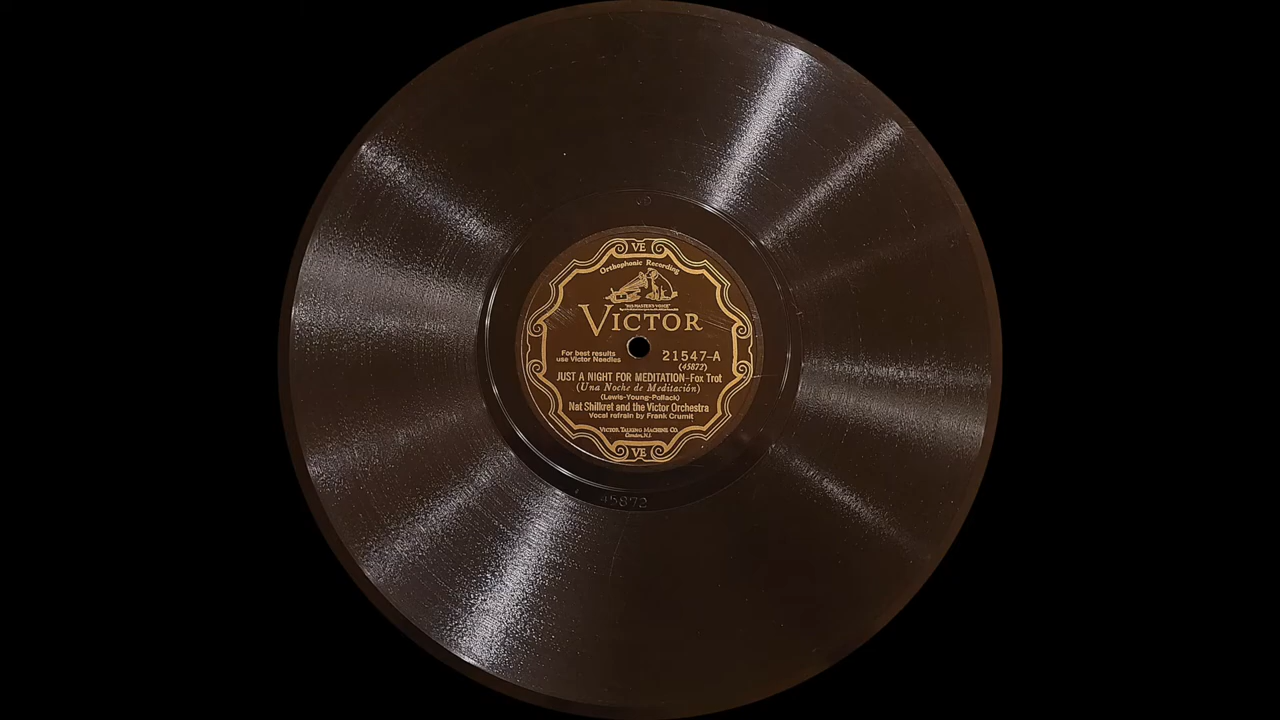 VE
Orthophonic Recording
"HIS MASTER'S VOICE"
VICTOR
For best results
use Victor Needles
21547-A
(45872)
JUST A NIGHT FOR MEDITATION-Fox Trot
(Una Noche de Meditación)
(Lewis-Young-Pollack)
Nat Shilkret and the Victor Orchestra
Vocal refrain by Frank Crumit
VICTOR TALKING MACHINE CO.
Camden, N.J.
VE
45872